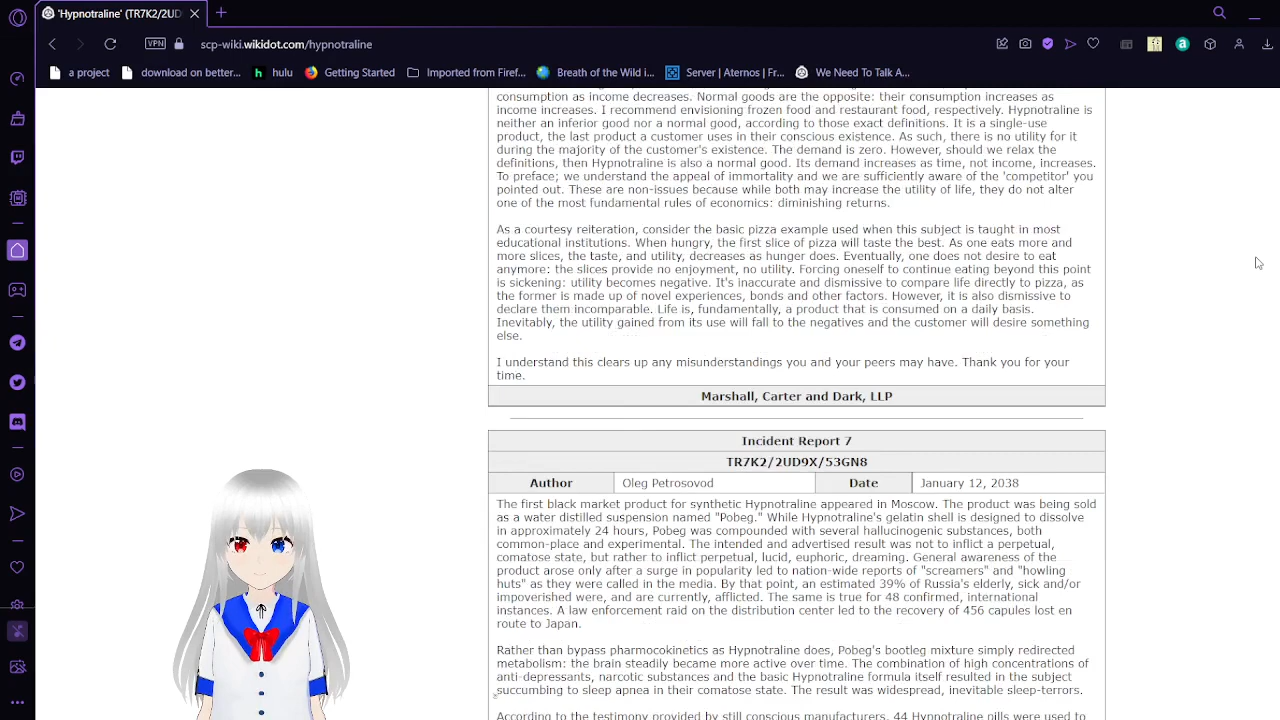 'Hypnotraline' (TR7K2/2UD
VPN
scp-wiki.wikidot.com/hypnotraline
a project
download on better...
hulu
Getting Started
Imported from Firef...
Breath of the Wild i...
Server | Aternos | Fr...
We Need To Talk A...
consumption as income decreases. Normal goods are the opposite: their consumption increases as
income increases. I recommend envisioning frozen food and restaurant food, respectively. Hypnotraline is
neither an inferior good nor a normal good, according to those exact definitions. It is a single-use
product, the last product a customer uses in their conscious existence. As such, there is no utility for it
during the majority of the customer's existence. The demand is zero. However, should we relax the
definitions, then Hypnotraline is also a normal good. Its demand increases as time, not income, increases.
To preface; we understand the appeal of immortality and we are sufficiently aware of the 'competitor' you
pointed out. These are non-issues because while both may increase the utility of life, they do not alter
one of the most fundamental rules of economics: diminishing returns.
As a courtesy reiteration, consider the basic pizza example used when this subject is taught in most
educational institutions. When hungry, the first slice of pizza will taste the best. As one eats more and
more slices, the taste, and utility, decreases as hunger does. Eventually, one does not desire to eat
anymore: the slices provide no enjoyment, no utility. Forcing oneself to continue eating beyond this point
is sickening: utility becomes negative. It's inaccurate and dismissive to compare life directly to pizza, as
the former is made up of novel experiences, bonds and other factors. However, it is also dismissive to
declare them incomparable. Life is, fundamentally, a product that is consumed on a daily basis.
Inevitably, the utility gained from its use will fall to the negatives and the customer will desire something
else.
I understand this clears up any misunderstandings you and your peers may have. Thank you for your
time.
Marshall, Carter and Dark, LLP
Incident Report 7
TR7K2/2UD9X/53GN8
Author Oleg Petrosovod Date January 12, 2038
The first black market product for synthetic Hypnotraline appeared in Moscow. The product was being sold
as a water distilled suspension named "Pobeg." While Hypnotraline's gelatin shell is designed to dissolve
in approximately 24 hours, Pobeg was compounded with several hallucinogenic substances, both
common-place and experimental. The intended and advertised result was not to inflict a perpetual,
comatose state, but rather to inflict perpetual, lucid, euphoric, dreaming. General awareness of the
product arose only after a surge in popularity led to nation-wide reports of "screamers" and "howling
huts" as they were called in the media. By that point, an estimated 39% of Russia's elderly, sick and/or
impoverished were, and are currently, afflicted. The same is true for 48 confirmed, international
instances. A law enforcement raid on the distribution center led to the recovery of 456 capules lost en
route to Japan.
Rather than bypass pharmocokinetics as Hypnotraline does, Pobeg's bootleg mixture simply redirected
metabolism: the brain steadily became more active over time. The combination of high concentrations of
anti-depressants, narcotic substances and the basic Hypnotraline formula itself resulted in the subject
succumbing to sleep apnea in their comatose state. The result was widespread, inevitable sleep-terrors.
According to the testimony provided by still conscious manufacturers, 44 Hypnotraline pills were used to